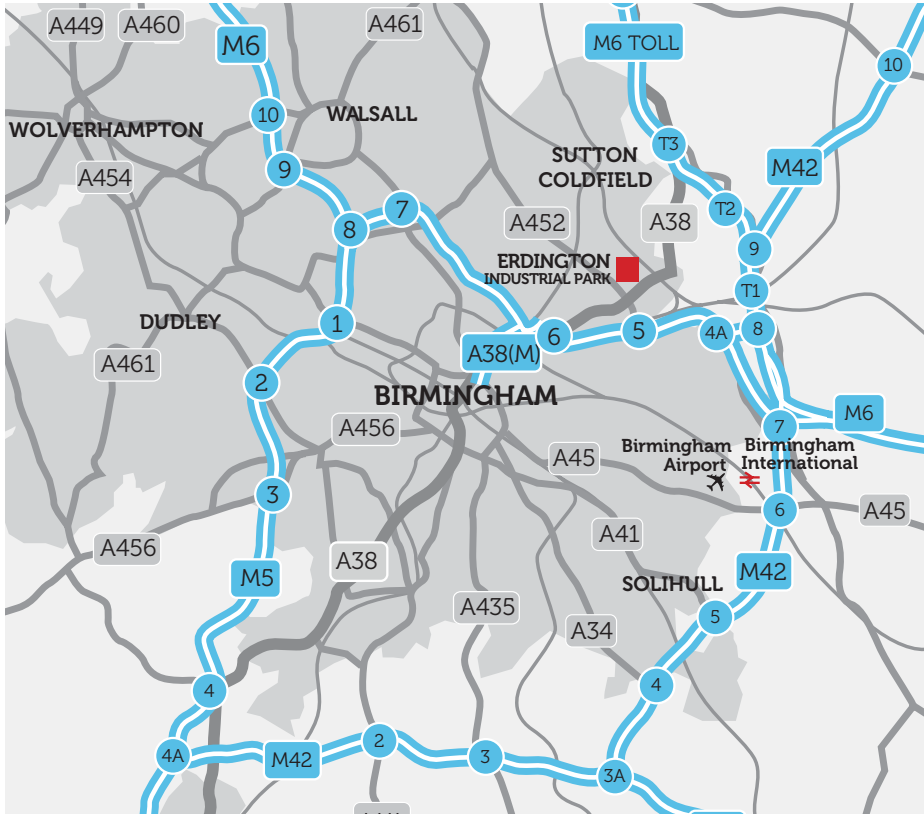 A449
A460
A461
M6
M6 TOLL
10
10
WALSALL
WOLVERHAMPTON
T3
SUTTON
COLDFIELD
M42
9
A454
7
T2
A452
A38
8
9
ERDINGTON
INDUSTRIAL PARK
T1
DUDLEY
1
6
5
4A
8
A38(M)
A461
2
BIRMINGHAM
M6
A456
7
Birmingham
Airport
Birmingham
International
A45
3
6
A45
A41
A456
A38
M5
M42
SOLIHULL
A435
5
A34
4
4
2
4A
M42
3
3A